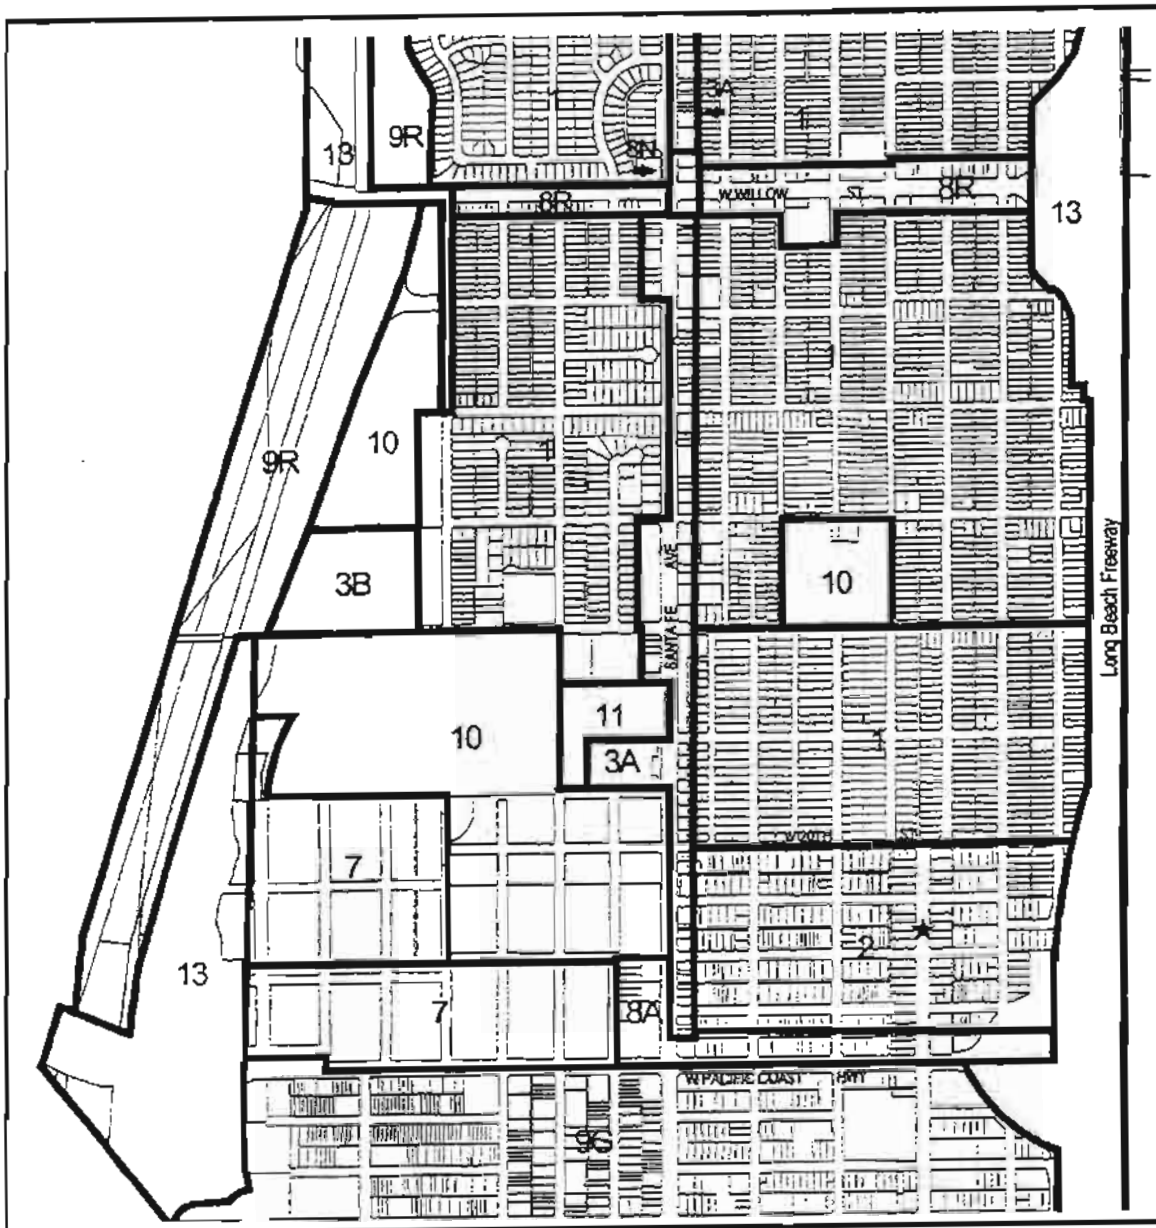 3A
1
1
9R
13
8N
W WILLOW ST
8R
8R
13
1
10
1
9R
3B
SANTA FE AVE
10
Long Beach Freeway
11
10
1
3A
W 20TH ST
7
2
13
7
8A
W PACIFIC COAST HWY
9G